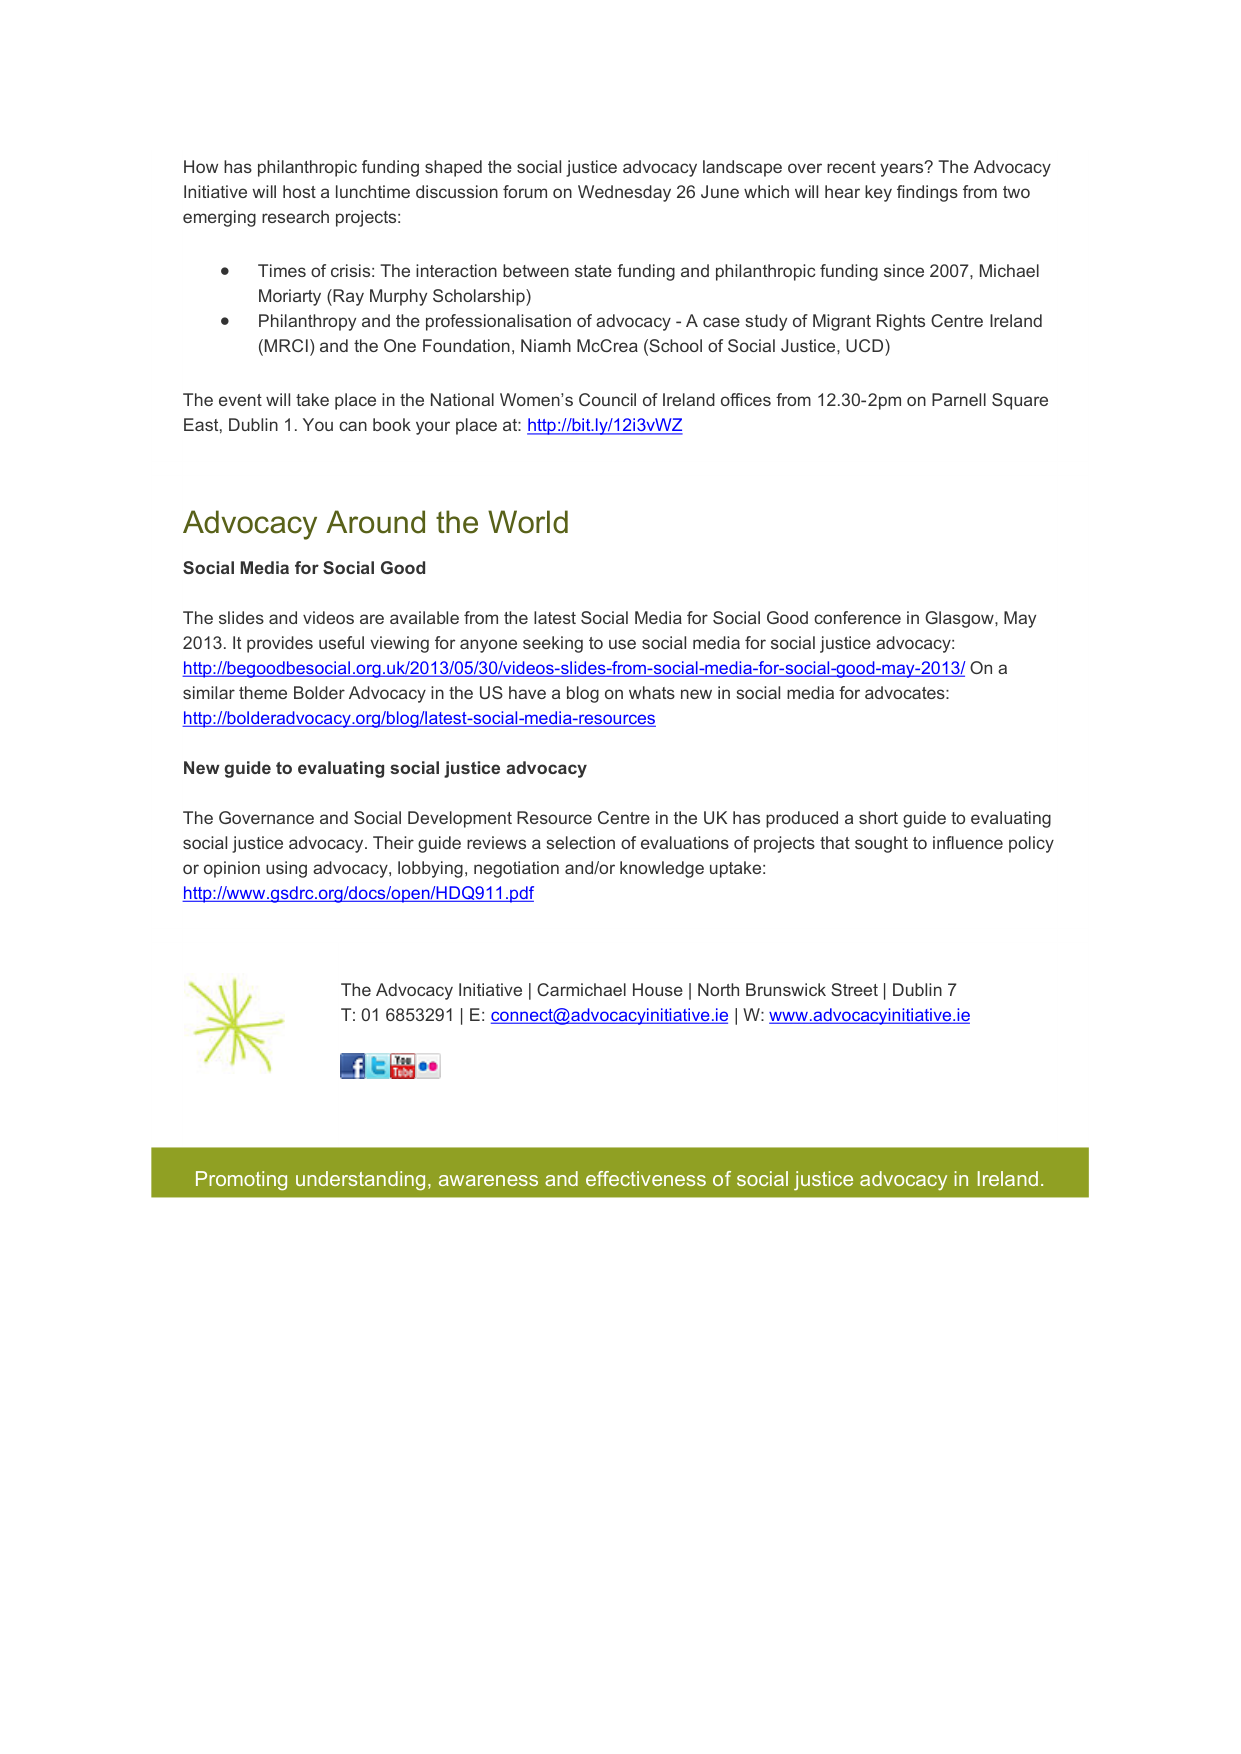 How has philanthropic funding shaped the social justice advocacy landscape over recent years? The Advocacy
Initiative will host a lunchtime discussion forum on Wednesday 26 June which will hear key findings from two
emerging research projects:
● Times of crisis: The interaction between state funding and philanthropic funding since 2007, Michael
Moriarty (Ray Murphy Scholarship)
● Philanthropy and the professionalisation of advocacy - A case study of Migrant Rights Centre Ireland
(MRCI) and the One Foundation, Niamh McCrea (School of Social Justice, UCD)
The event will take place in the National Women’s Council of Ireland offices from 12.30-2pm on Parnell Square
East, Dublin 1. You can book your place at: http://bit.ly/12i3vWZ
Advocacy Around the World
Social Media for Social Good
The slides and videos are available from the latest Social Media for Social Good conference in Glasgow, May
2013. It provides useful viewing for anyone seeking to use social media for social justice advocacy:
http://begoodbesocial.org.uk/2013/05/30/videos-slides-from-social-media-for-social-good-may-2013/ On a
similar theme Bolder Advocacy in the US have a blog on whats new in social media for advocates:
http://bolderadvocacy.org/blog/latest-social-media-resources
New guide to evaluating social justice advocacy
The Governance and Social Development Resource Centre in the UK has produced a short guide to evaluating
social justice advocacy. Their guide reviews a selection of evaluations of projects that sought to influence policy
or opinion using advocacy, lobbying, negotiation and/or knowledge uptake:
http://www.gsdrc.org/docs/open/HDQ911.pdf
The Advocacy Initiative | Carmichael House | North Brunswick Street | Dublin 7
T: 01 6853291 | E: connect@advocacyinitiative.ie | W: www.advocacyinitiative.ie
f t You Tube
Promoting understanding, awareness and effectiveness of social justice advocacy in Ireland.